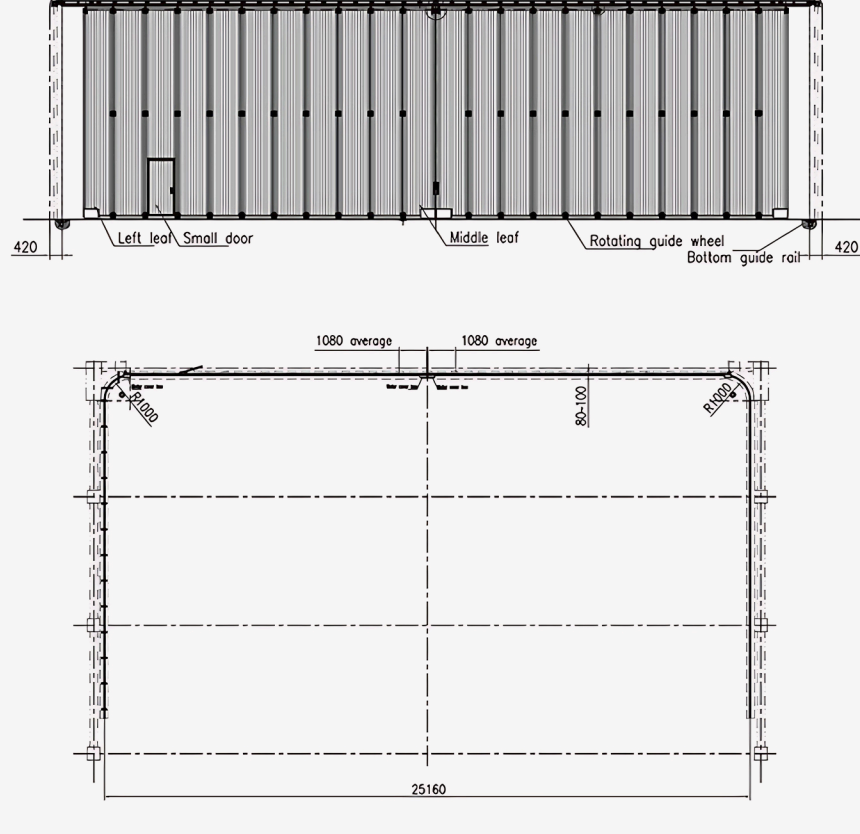 420
Left leaf
Small door
Middle leaf
Rotating guide wheel
Bottom guide rail
420
1080 average
1080 average
R1000
80-100
R1000
25160